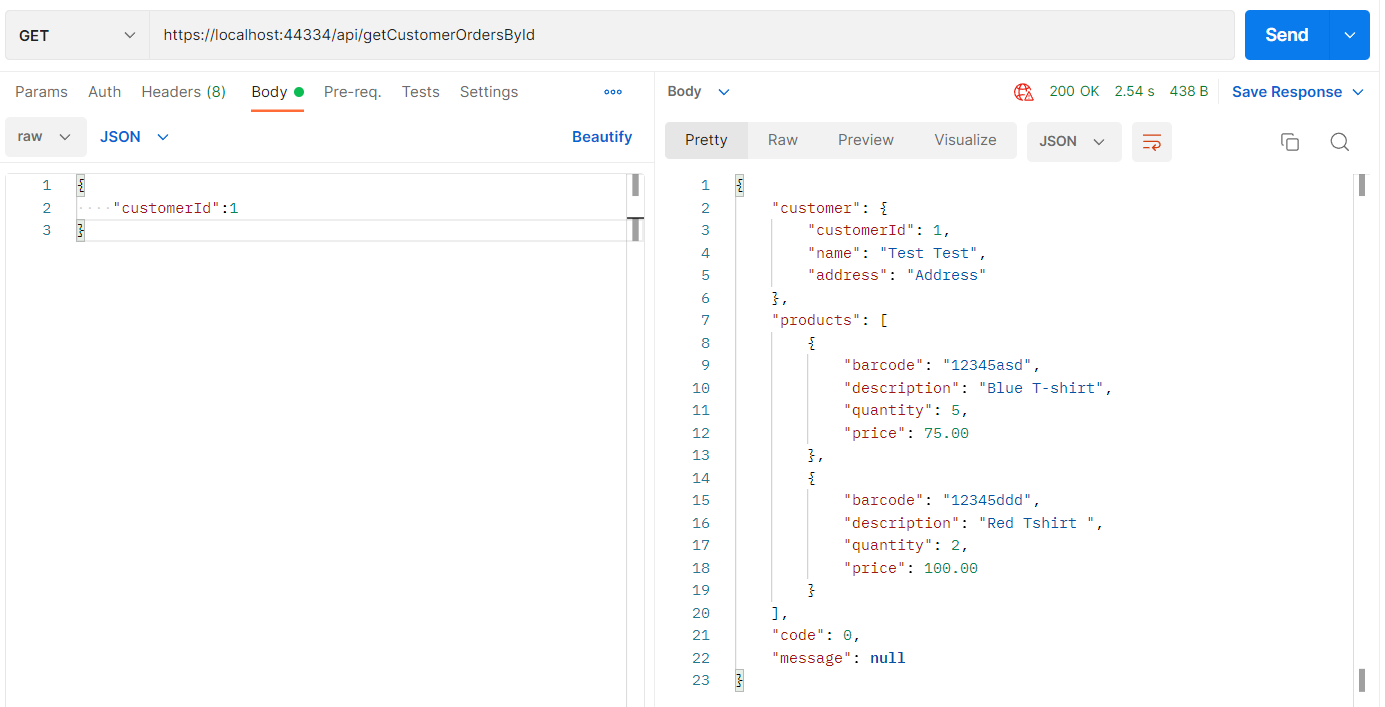 GET https://localhost:44334/api/getCustomerOrdersById Send
Params Auth Headers (8) Body Pre-req. Tests Settings
raw JSON Beautify
1 {
2 ····"customerId":1
3 }
Body 200 OK 2.54 s 438 B Save Response
Pretty Raw Preview Visualize JSON
1 {
2 "customer": {
3 "customerId": 1,
4 "name": "Test Test",
5 "address": "Address"
6 },
7 "products": [
8 {
9 "barcode": "12345asd",
10 "description": "Blue T-shirt",
11 "quantity": 5,
12 "price": 75.00
13 },
14 {
15 "barcode": "12345ddd",
16 "description": "Red Tshirt ",
17 "quantity": 2,
18 "price": 100.00
19 }
20 ],
21 "code": 0,
22 "message": null
23 }